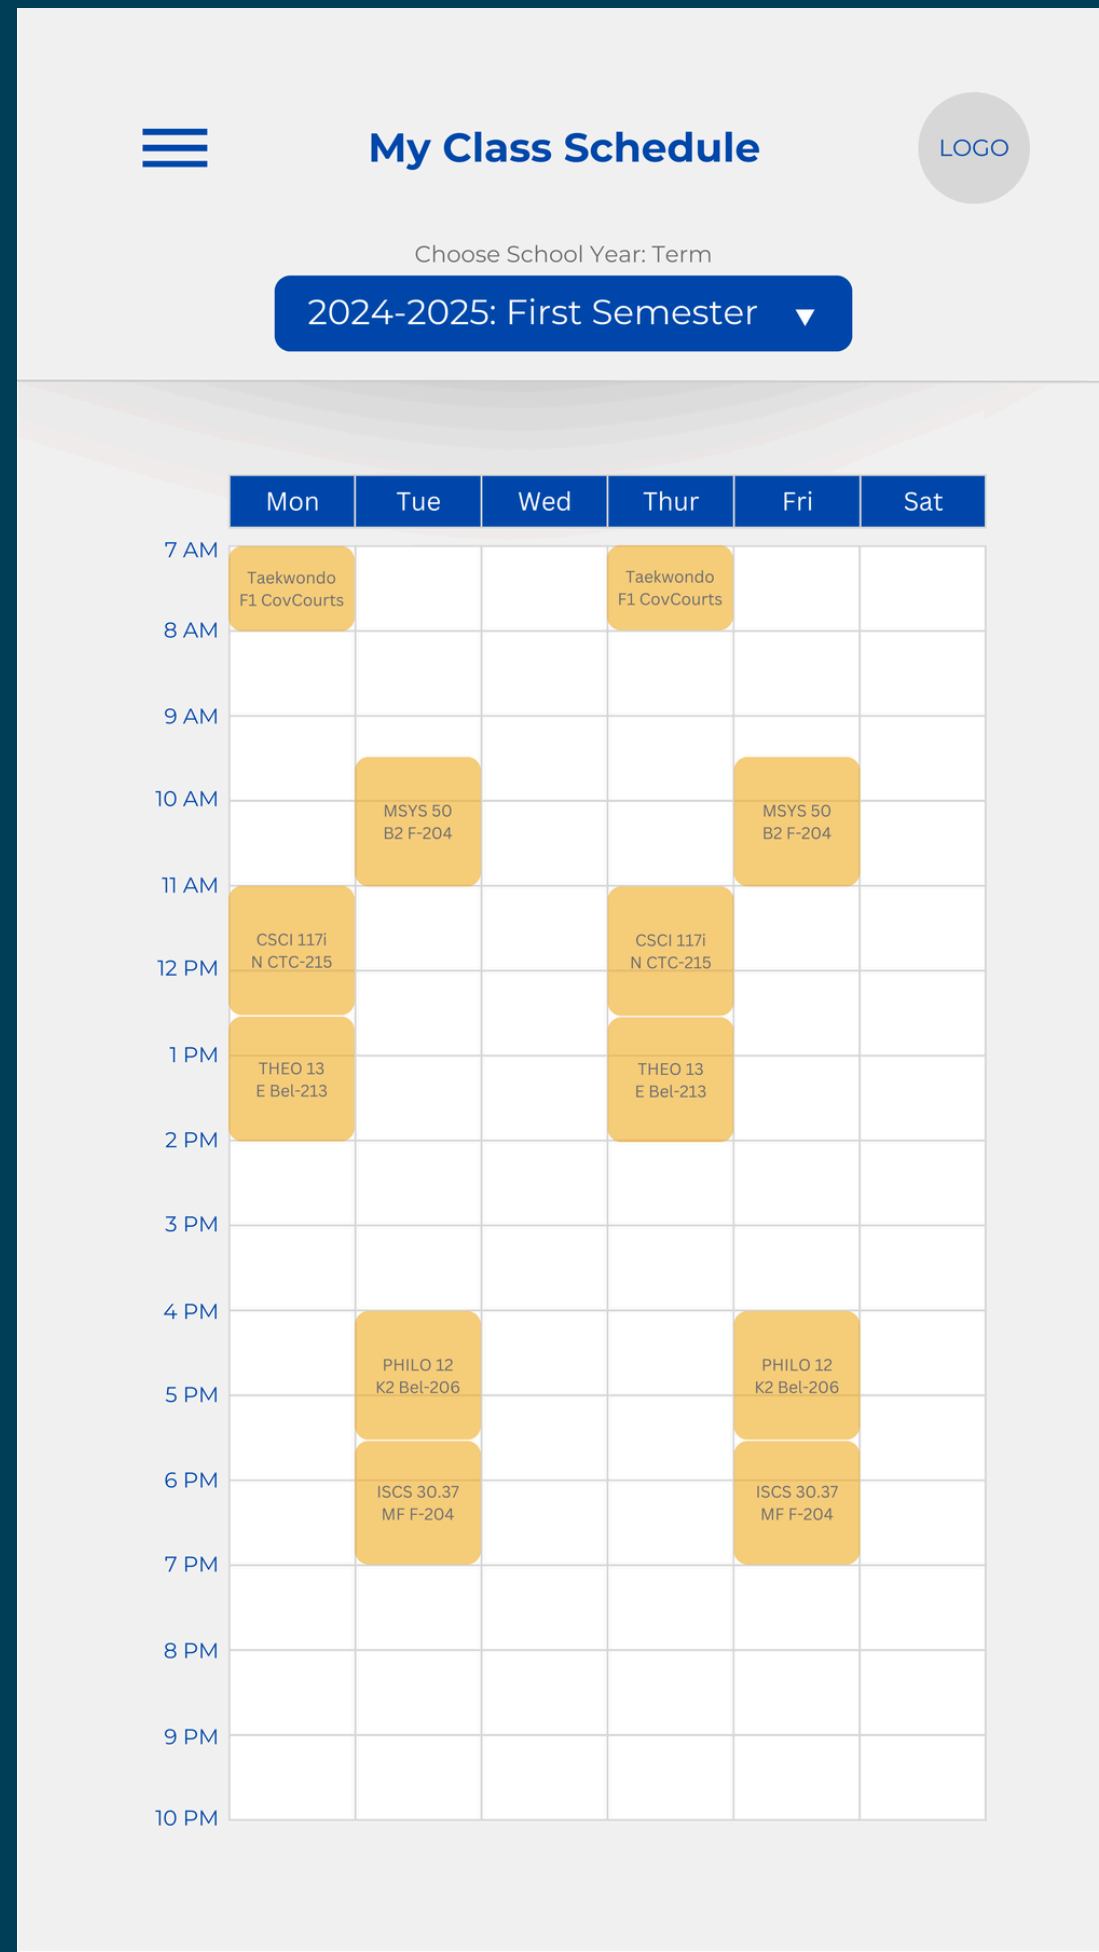 My Class Schedule
LOGO
Choose School Year: Term
2024-2025: First Semester ▼
Mon Tue Wed Thur Fri Sat
7 AM
Taekwondo
F1 CovCourts
Taekwondo
F1 CovCourts
8 AM
9 AM
10 AM
MSYS 50
B2 F-204
MSYS 50
B2 F-204
11 AM
CSCI 117i
N CTC-215
CSCI 117i
N CTC-215
12 PM
1 PM
THEO 13
E Bel-213
THEO 13
E Bel-213
2 PM
3 PM
4 PM
PHILO 12
K2 Bel-206
PHILO 12
K2 Bel-206
5 PM
6 PM
ISCS 30.37
MF F-204
ISCS 30.37
MF F-204
7 PM
8 PM
9 PM
10 PM